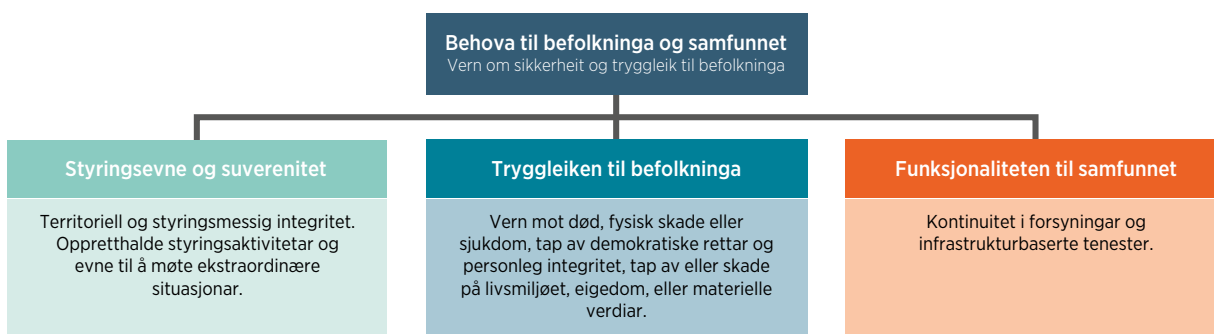 Behova til befolkninga og samfunnet
Vern om sikkerheit og tryggleik til befolkninga
Styringsevne og suverenitet
Territoriell og styringsmessig integritet.
Oppretthalde styringsaktivitetar og
evne til å møte ekstraordinære
situasjonar.
Tryggleiken til befolkninga
Vern mot død, fysisk skade eller
sjukdom, tap av demokratiske rettar og
personleg integritet, tap av eller skade
på livsmiljøet, eigedom, eller materielle
verdiar.
Funksjonaliteten til samfunnet
Kontinuitet i forsyningar og
infrastrukturbaserte tenester.